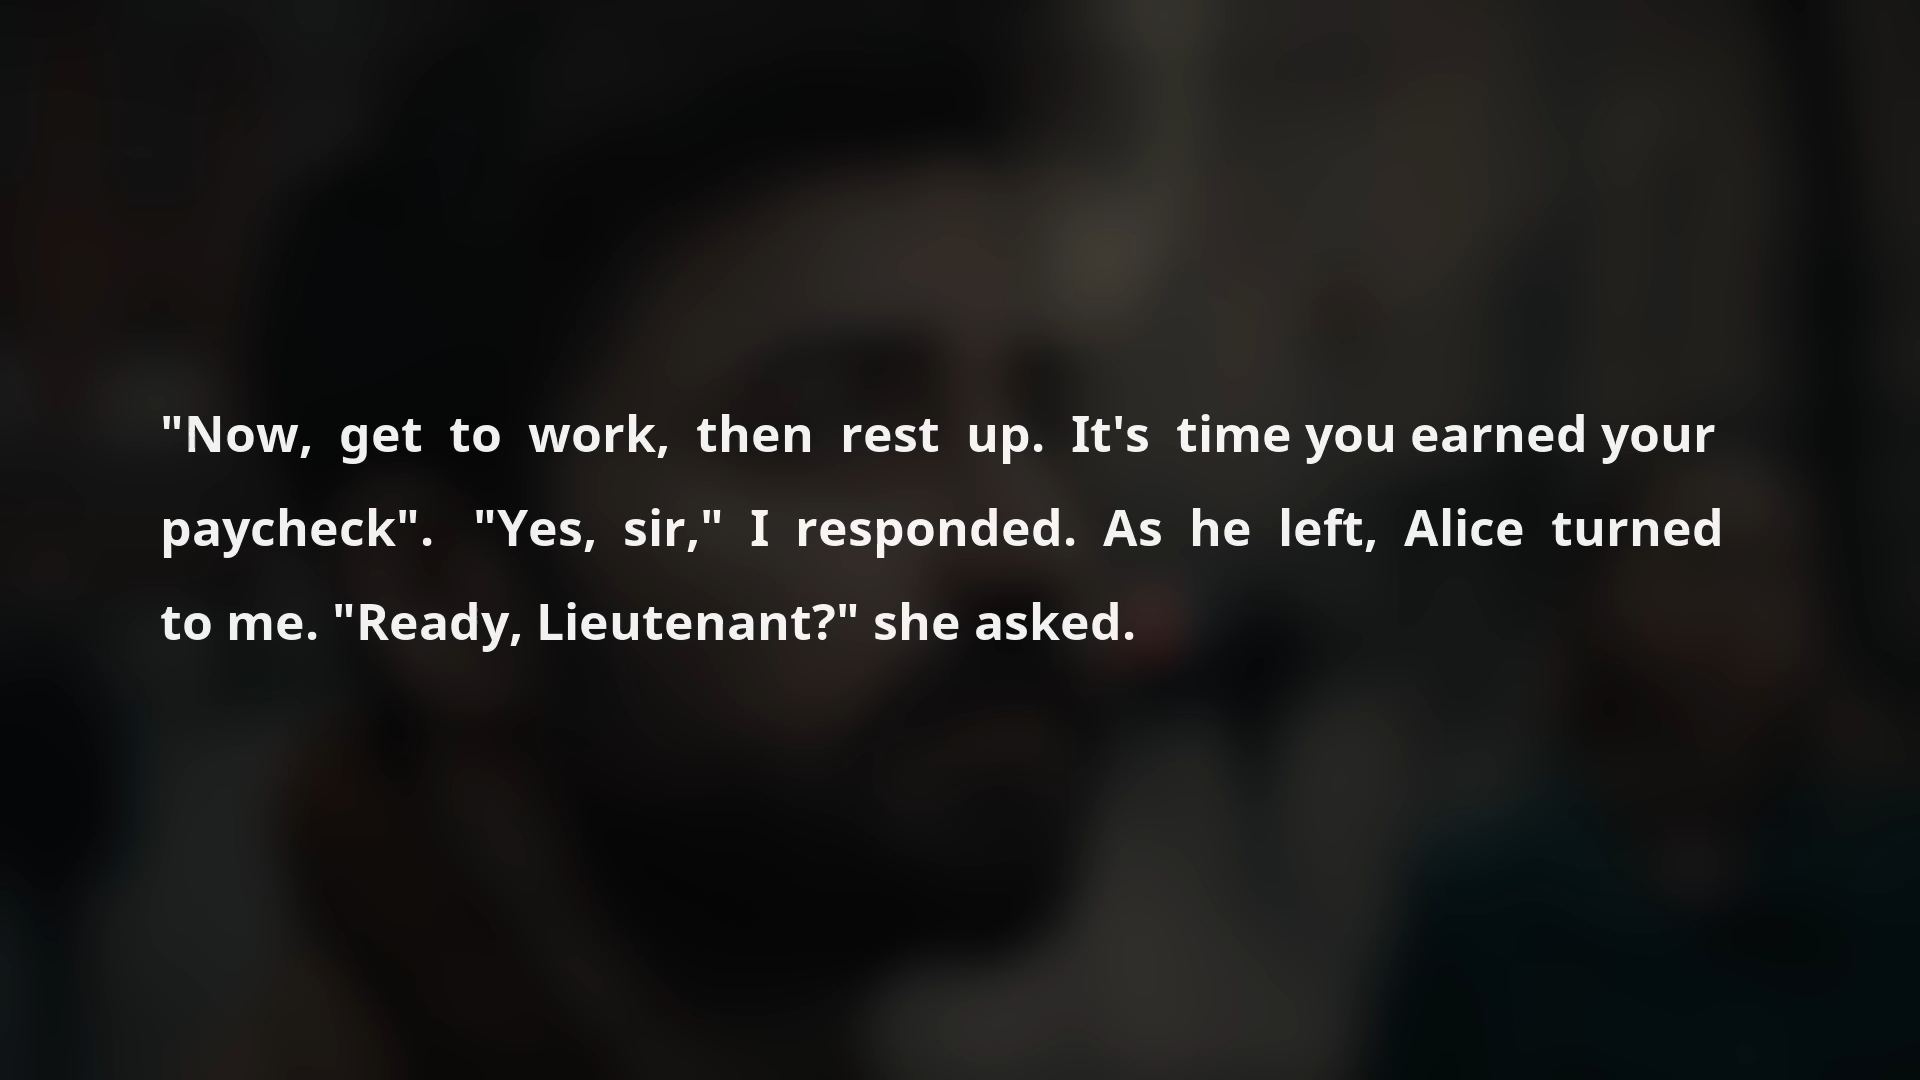 "Now, get to work, then rest up. It's time you earned your
paycheck". "Yes, sir," I responded. As he left, Alice turned
to me. "Ready, Lieutenant?" she asked.